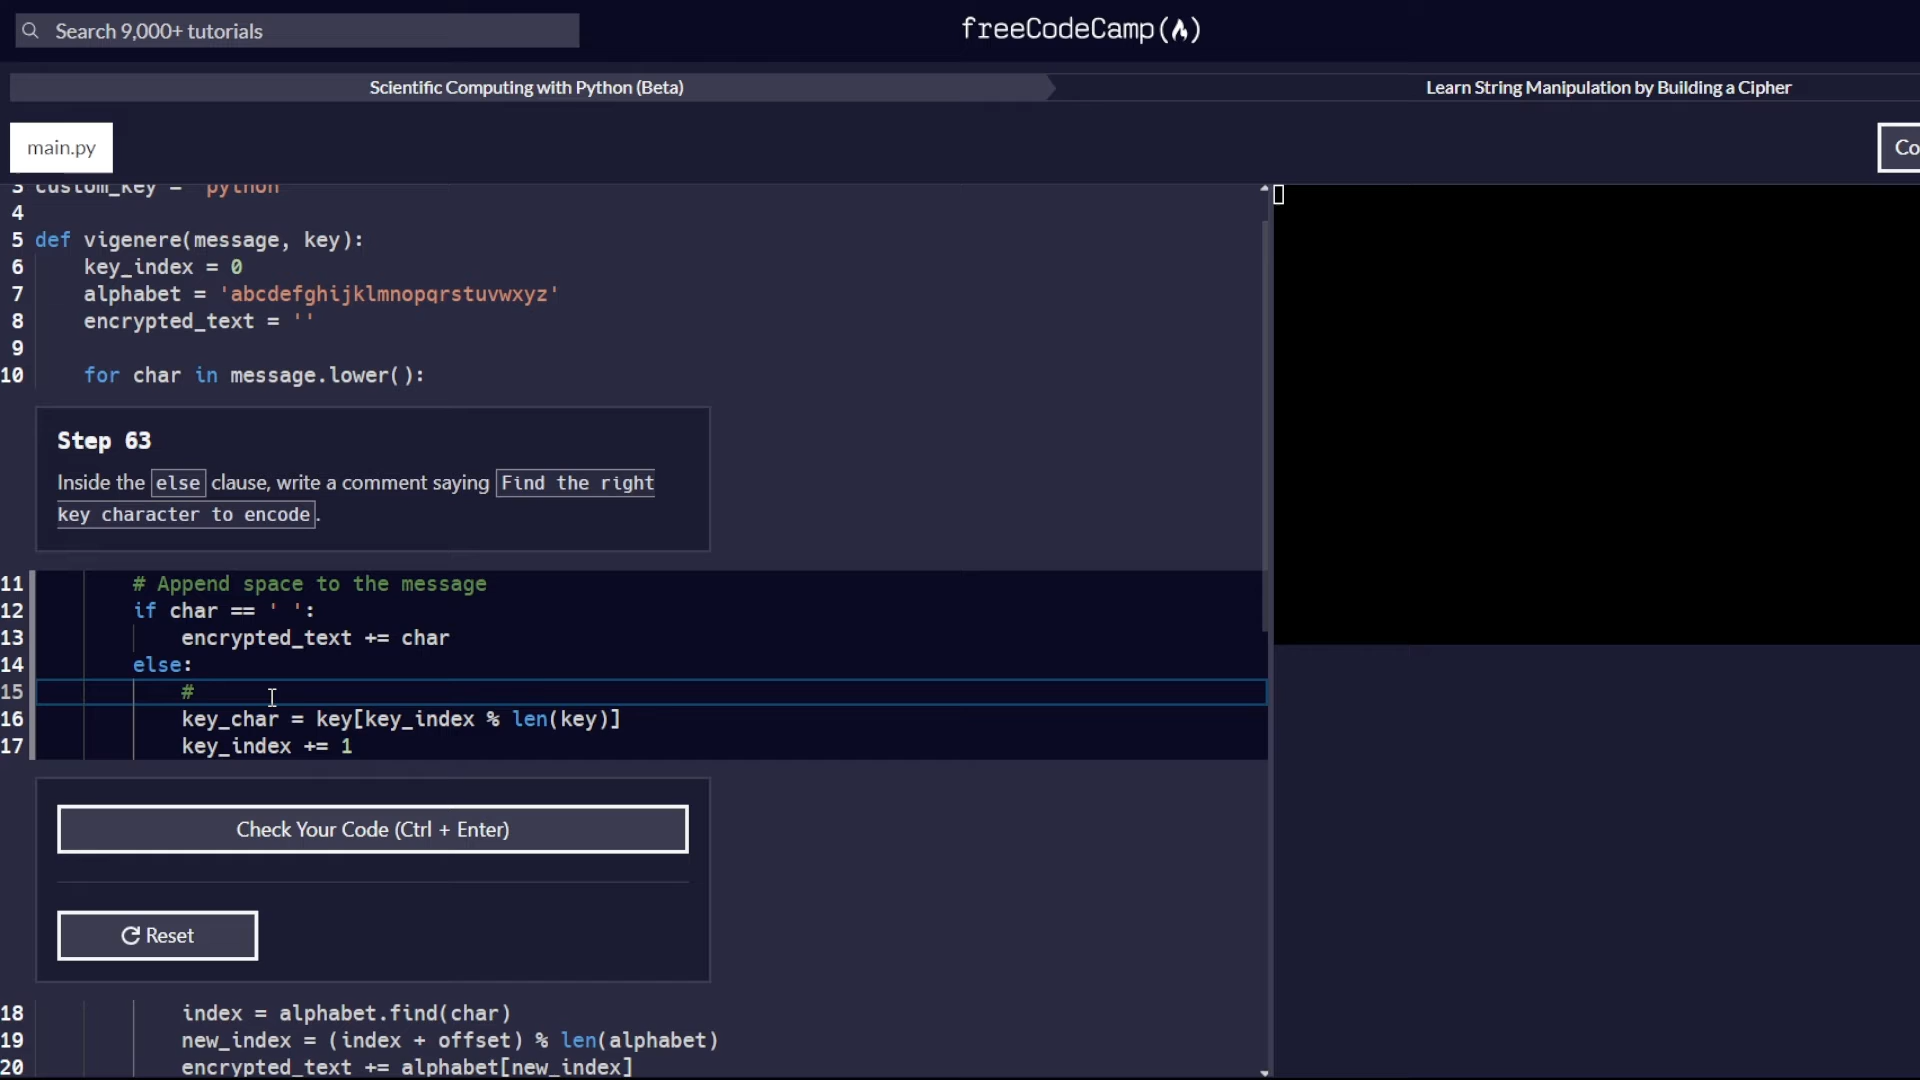 Search 9,000+ tutorials
freeCodeCamp
Scientific Computing with Python (Beta)
Learn String Manipulation by Building a Cipher
main.py
Co
3 custom_key = 'python'
4
5 def vigenere(message, key):
6 key_index = 0
7 alphabet = 'abcdefghijklmnopqrstuvwxyz'
8 encrypted_text = ''
9
10 for char in message.lower():
Step 63
Inside the else clause, write a comment saying Find the right
key character to encode.
11 # Append space to the message
12 if char == ' ':
13 encrypted_text += char
14 else:
15 #
16 key_char = key[key_index % len(key)]
17 key_index += 1
Check Your Code (Ctrl + Enter)
Reset
18 index = alphabet.find(char)
19 new_index = (index + offset) % len(alphabet)
20 encrypted_text += alphabet[new_index]